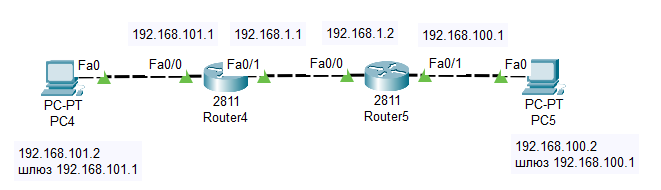 192.168.101.1
192.168.1.1
192.168.1.2
192.168.100.1
Fa0
Fa0/0
Fa0/1
Fa0/0
Fa0/1
Fa0
PC-PT
PC4
2811
Router4
2811
Router5
PC-PT
PC5
192.168.101.2
шлюз 192.168.101.1
192.168.100.2
шлюз 192.168.100.1